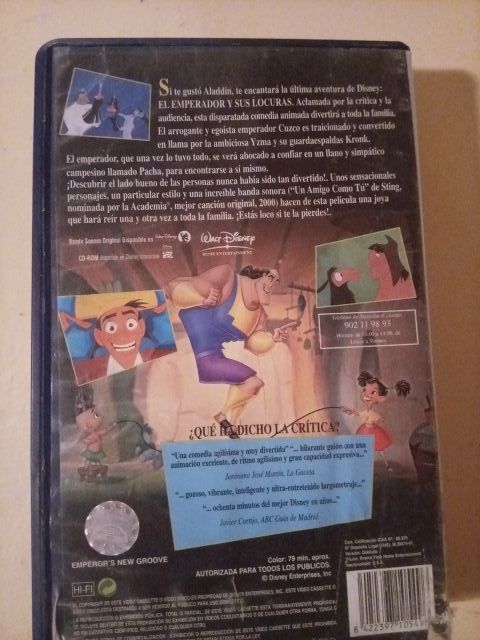 Si te gustó Aladdin, te encantará la última aventura de Disney:
EL EMPERADOR Y SUS LOCURAS. Aclamada por la crítica y la
audiencia, esta disparatada comedia animada divertirá a toda la familia.
El arrogante y egoísta emperador Cuzco es traicionado y convertido
en llama por la ambiciosa Yzma y su guardaespaldas Kronk.
El emperador, que una vez lo tuvo todo, se verá abocado a confiar en un llano y simpático
campesino llamado Pacha, para encontrarse a sí mismo.
¡Descubrir el lado bueno de las personas nunca había sido tan divertido!. Unos sensacionales
personajes, un particular estilo y una increíble banda sonora ("Un Amigo Como Tú" de Sting,
nominada por la Academia, mejor canción original, 2000) hacen de esta película una joya
que hará reír una y otra vez a toda la familia. ¡Estás loco si te la pierdes!.
Banda Sonora Original Disponible en
WALT DISNEY
HOME ENTERTAINMENT
CD-ROM disponible en Disney Interactive
Teléfono de atención al cliente:
902 11 98 93
Lunes a Viernes
¿QUÉ HA DICHO LA CRÍTICA?
"Una comedia agilísima y muy divertida" "... hilarante guión con una
animación excelente, de ritmo agilísimo y gran capacidad expresiva..."
Jerónimo José Martín, La Gaceta
"... gozoso, vibrante, inteligente y ultra-entretenido largometraje..."
"... ochenta minutos del mejor Disney en años..."
Javier Cortijo, ABC Guía de Madrid
EMPEROR'S NEW GROOVE
Color: 79 min. aprox.
AUTORIZADA PARA TODOS LOS PUBLICOS.
© Disney Enterprises, Inc
HI-FI
8 422397 10549